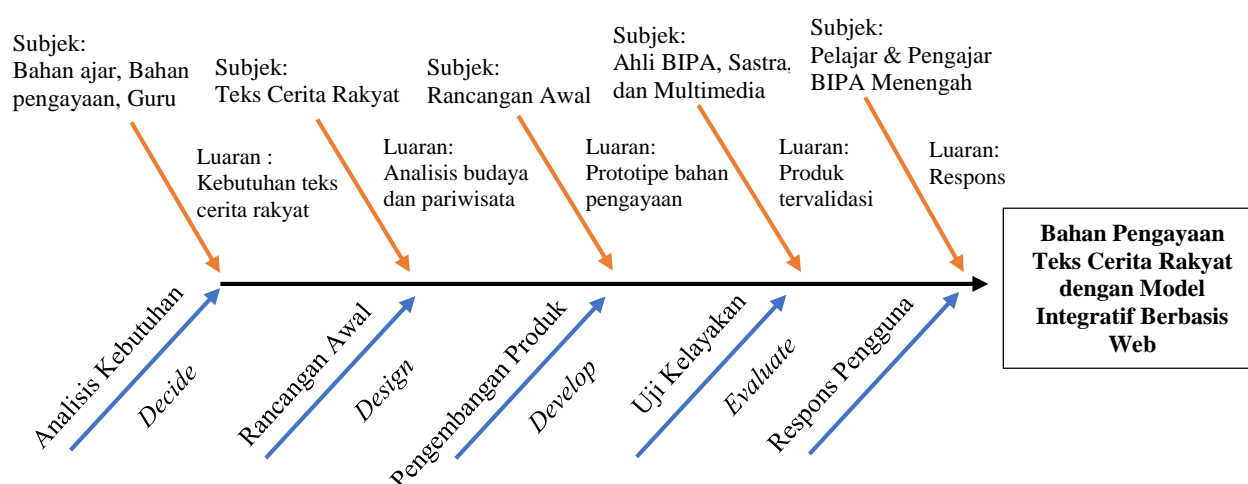 Subjek:
Bahan ajar, Bahan
pengayaan, Guru
Subjek:
Teks Cerita Rakyat
Subjek:
Rancangan Awal
Subjek:
Ahli BIPA, Sastra,
dan Multimedia
Subjek:
Pelajar & Pengajar
BIPA Menengah
Luaran :
Kebutuhan teks
cerita rakyat
Luaran:
Analisis budaya
dan pariwisata
Luaran:
Prototipe bahan
pengayaan
Luaran:
Produk
tervalidasi
Luaran:
Respons
Bahan Pengayaan
Teks Cerita Rakyat
dengan Model
Integratif Berbasis
Web
Analisis Kebutuhan
Decide
Rancangan Awal
Design
Pengembangan Produk
Develop
Uji Kelayakan
Evaluate
Respons Pengguna